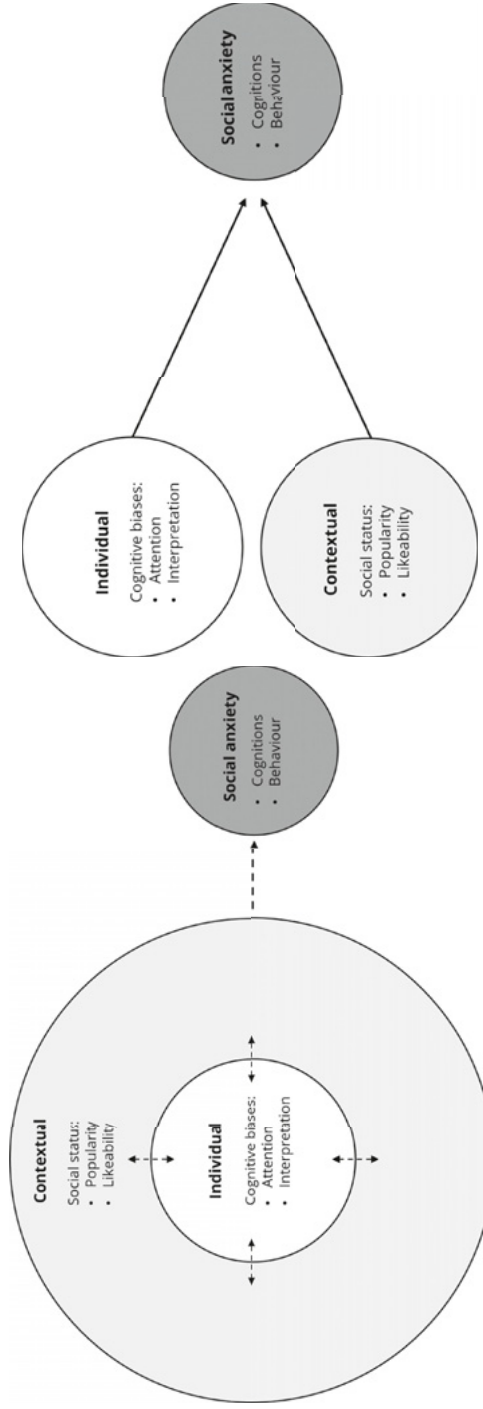 Contextual
Social status:
• Popularity
• Likeability
Individual
Cognitive biases:
• Attention
• Interpretation
Social anxiety
• Cognitions
• Behaviour
Individual
Cognitive biases:
• Attention
• Interpretation
Contextual
Social status:
• Popularity
• Likeability
Social anxiety
• Cognitions
• Behaviour